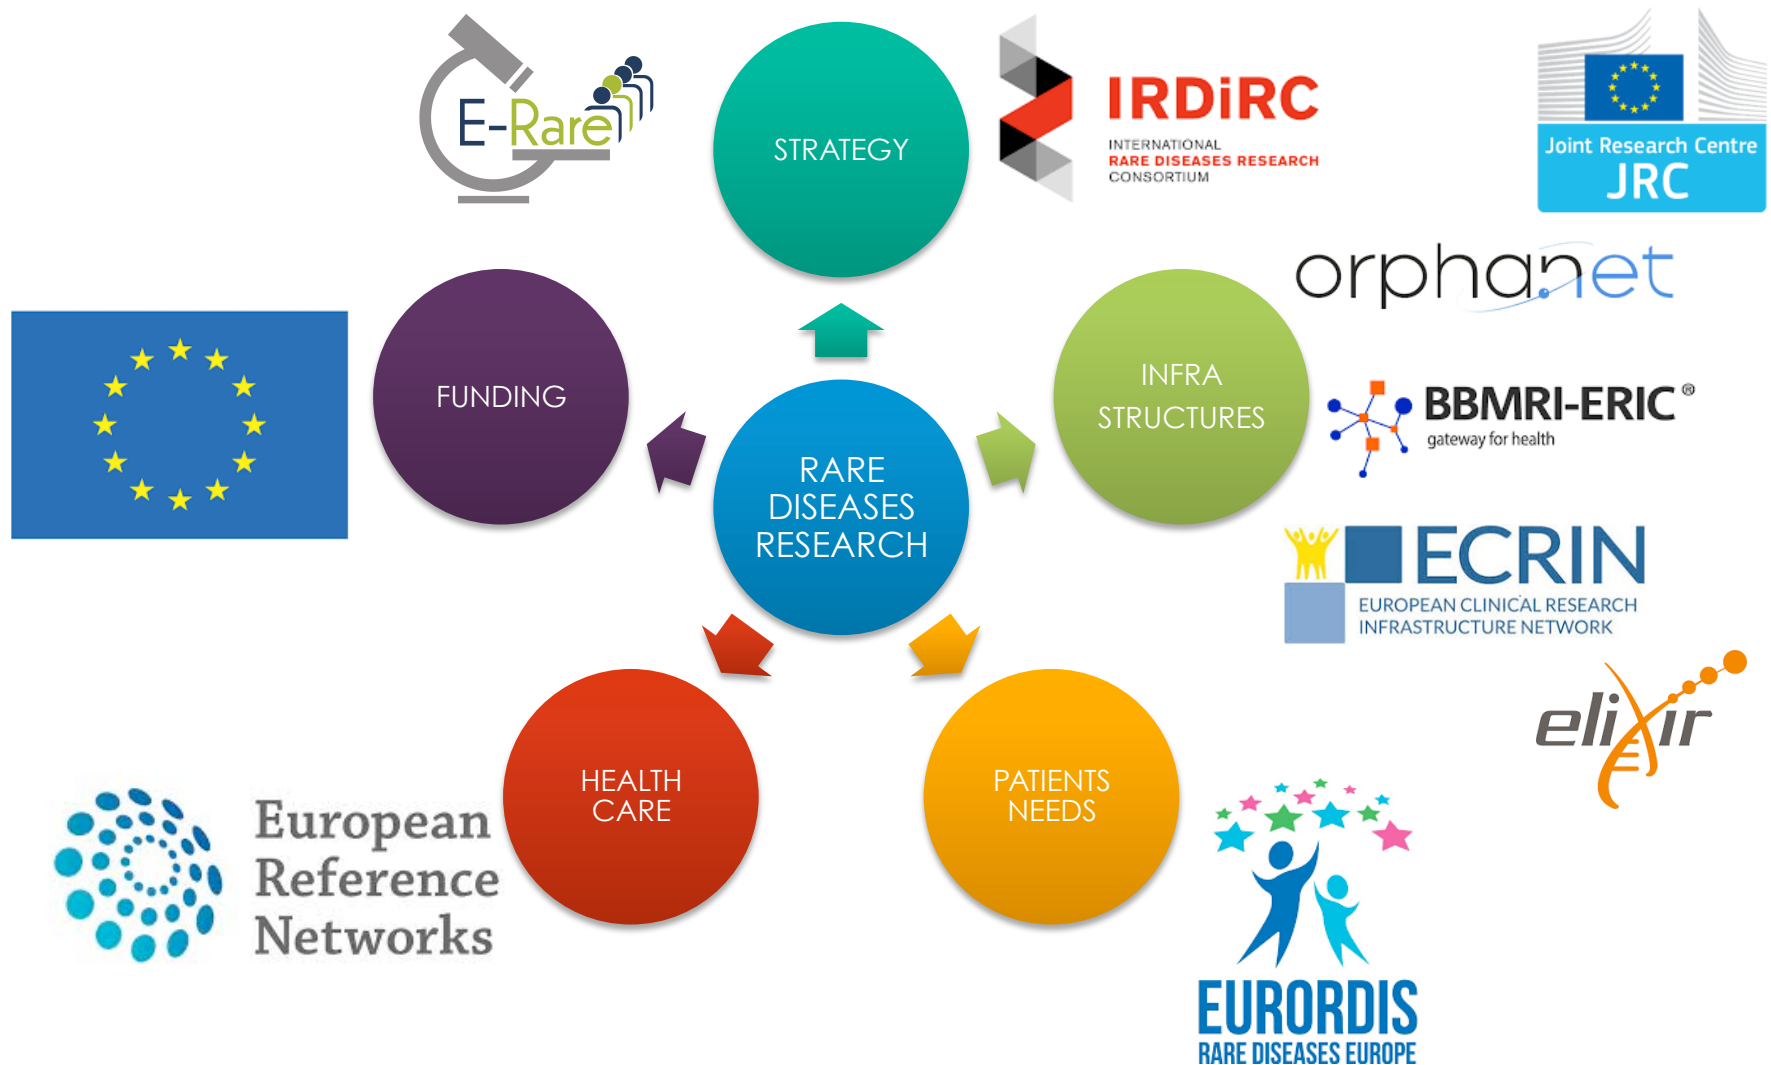 E-Rare
STRATEGY
IRDiRC
INTERNATIONAL
RARE DISEASES RESEARCH
CONSORTIUM
Joint Research Centre
JRC
orphanet
FUNDING
INFRA
STRUCTURES
BBMRI-ERIC®
gateway for health
RARE
DISEASES
RESEARCH
ECRIN
EUROPEAN CLINICAL RESEARCH
INFRASTRUCTURE NETWORK
elixir
HEALTH
CARE
PATIENTS
NEEDS
European
Reference
Networks
EURORDIS
RARE DISEASES EUROPE